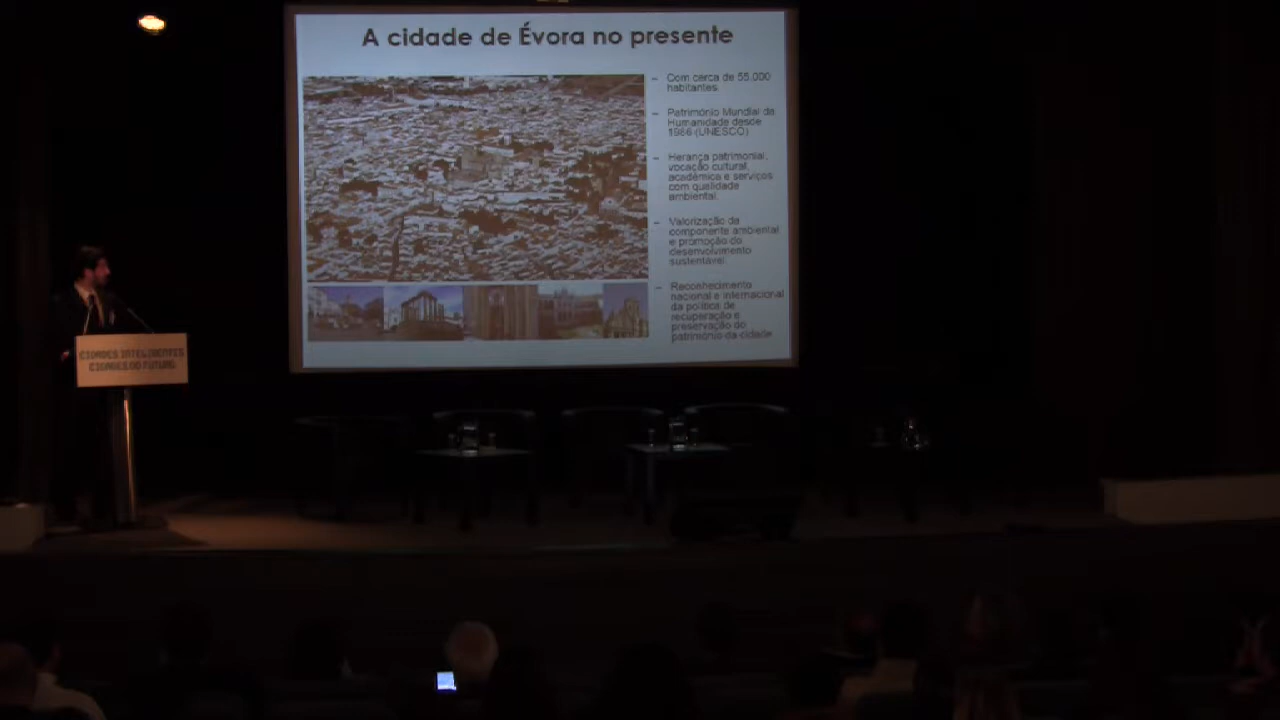 A cidade de Évora no presente
– Com cerca de 55.000
habitantes
– Património Mundial da
Humanidade desde
1986 (UNESCO)
– Herança patrimonial,
vocação cultural,
académica e serviços
com qualidade
ambiental.
– Valorização da
componente ambiental
e promoção do
desenvolvimento
sustentável.
– Reconhecimento
nacional e internacional
da política de
recuperação e
preservação do
património da cidade
CIDADES INTELIGENTES
CIDADES DO FUTURO